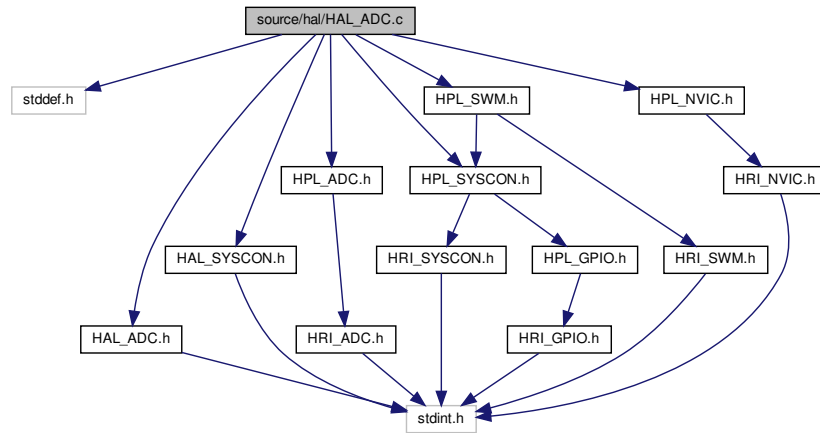 source/hal/HAL_ADC.c
stddef.h
HPL_SWM.h
HPL_NVIC.h
HPL_ADC.h
HPL_SYSCON.h
HRI_NVIC.h
HAL_SYSCON.h
HRI_SYSCON.h
HPL_GPIO.h
HRI_SWM.h
HAL_ADC.h
HRI_ADC.h
HRI_GPIO.h
stdint.h